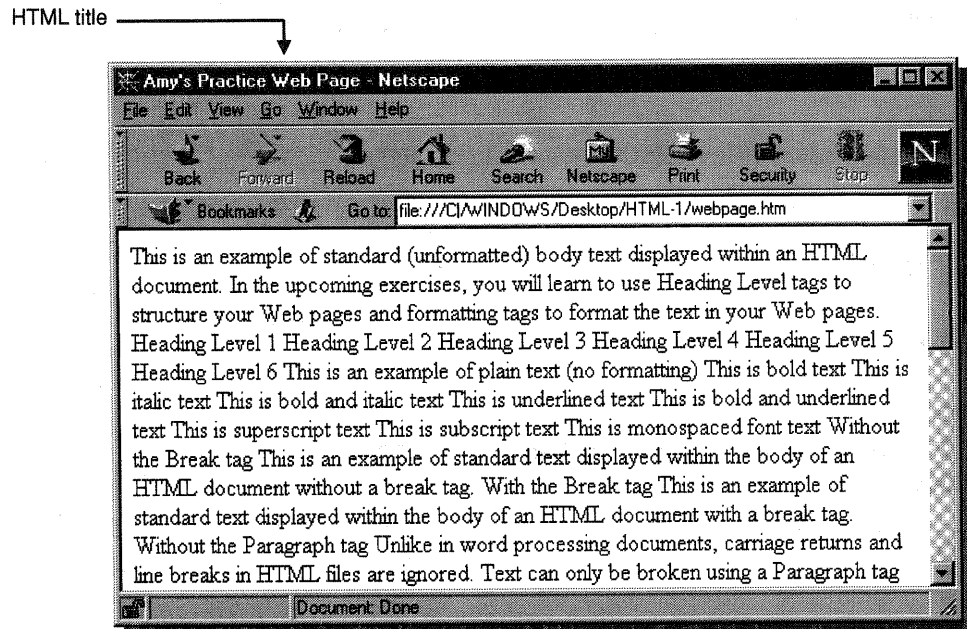 HTML title
Amy's Practice Web Page - Netscape
File Edit View Go Window Help
Back Forward Reload Home Search Netscape Print Security Stop N
My
Bookmarks Go to: file:///C|/WINDOWS/Desktop/HTML-1/webpage.htm
This is an example of standard (unformatted) body text displayed within an HTML
document. In the upcoming exercises, you will learn to use Heading Level tags to
structure your Web pages and formatting tags to format the text in your Web pages.
Heading Level 1 Heading Level 2 Heading Level 3 Heading Level 4 Heading Level 5
Heading Level 6 This is an example of plain text (no formatting) This is bold text This is
italic text This is bold and italic text This is underlined text This is bold and underlined
text This is superscript text This is subscript text This is monospaced font text Without
the Break tag This is an example of standard text displayed within the body of an
HTML document without a break tag. With the Break tag This is an example of
standard text displayed within the body of an HTML document with a break tag.
Without the Paragraph tag Unlike in word processing documents, carriage returns and
line breaks in HTML files are ignored. Text can only be broken using a Paragraph tag
Document: Done